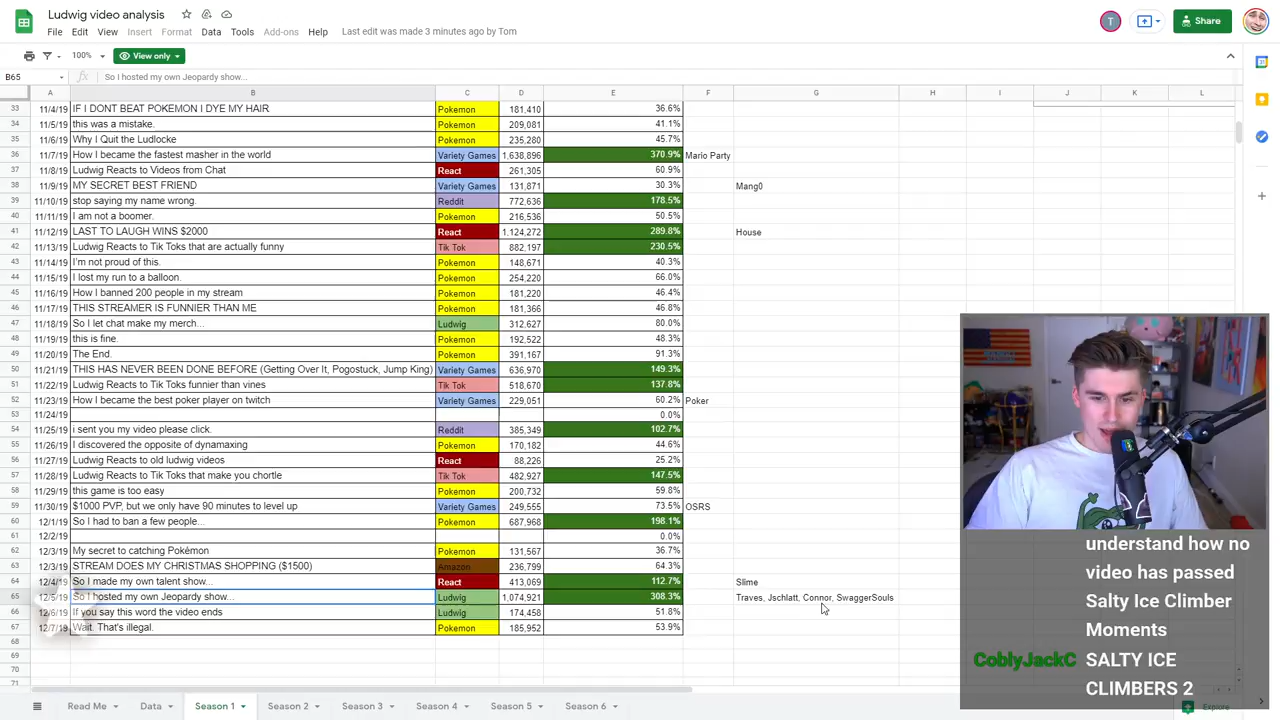 Ludwig video analysis
File Edit View Insert Format Data Tools Add-ons Help Last edit was made 3 minutes ago by Tom
T Share
100% View only
B65 fx So I hosted my own Jeopardy show...
A B C D E F G H I J K L
33 11/4/19 IF I DONT BEAT POKEMON I DYE MY HAIR Pokemon 181,410 36.6%
34 11/5/19 this was a mistake. Pokemon 209,081 41.1%
35 11/6/19 Why I Quit the Ludlocke Pokemon 235,280 45.7%
36 11/7/19 How I became the fastest masher in the world Variety Games 1,638,896 370.9% Mario Party
37 11/8/19 Ludwig Reacts to Videos from Chat React 261,305 60.9%
38 11/9/19 MY SECRET BEST FRIEND Variety Games 131,871 30.3% Mang0
39 11/10/19 stop saying my name wrong. Reddit 772,636 178.5%
40 11/11/19 I am not a boomer. Pokemon 216,536 50.5%
41 11/12/19 LAST TO LAUGH WINS $2000 React 1,124,272 289.8% House
42 11/13/19 Ludwig Reacts to Tik Toks that are actually funny Tik Tok 882,197 230.5%
43 11/14/19 I'm not proud of this. Pokemon 148,671 40.3%
44 11/15/19 I lost my run to a balloon. Pokemon 254,220 66.0%
45 11/16/19 How I banned 200 people in my stream Pokemon 181,220 46.4%
46 11/17/19 THIS STREAMER IS FUNNIER THAN ME Pokemon 181,366 46.8%
47 11/18/19 So I let chat make my merch... Ludwig 312,627 80.0%
48 11/19/19 this is fine. Pokemon 192,522 48.3%
49 11/20/19 The End. Pokemon 391,167 91.3%
50 11/21/19 THIS HAS NEVER BEEN DONE BEFORE (Getting Over It, Pogostuck, Jump King) Variety Games 636,970 149.3%
51 11/22/19 Ludwig Reacts to Tik Toks funnier than vines Tik Tok 518,670 137.8%
52 11/23/19 How I became the best poker player on twitch Variety Games 229,051 60.2% Poker
53 11/24/19 0.0%
54 11/25/19 i sent you my video please click. Reddit 385,349 102.7%
55 11/26/19 I discovered the opposite of dynamaxing Pokemon 170,182 44.6%
56 11/27/19 Ludwig Reacts to old ludwig videos React 88,226 25.2%
57 11/28/19 Ludwig Reacts to Tik Toks that make you chortle Tik Tok 482,927 147.5%
58 11/29/19 this game is too easy Pokemon 200,732 59.8%
59 11/30/19 $1000 PVP, but we only have 90 minutes to level up Variety Games 249,555 73.5% OSRS
60 12/1/19 So I had to ban a few people... Pokemon 687,968 198.1%
61 12/2/19 0.0%
62 12/3/19 My secret to catching Pokémon Pokemon 131,567 36.7%
63 12/3/19 STREAM DOES MY CHRISTMAS SHOPPING ($1500) Amazon 236,799 64.3%
64 12/4/19 So I made my own talent show... React 413,069 112.7% Slime
65 12/5/19 So I hosted my own Jeopardy show... Ludwig 1,074,921 308.3% Traves, Jschlatt, Connor, SwaggerSouls
66 12/6/19 If you say this word the video ends Ludwig 174,458 51.8%
67 12/7/19 Wait. That's illegal. Pokemon 185,952 53.9%
68
69
70
71
understand how no
video has passed
Salty Ice Climber
Moments
CoblyJackC SALTY ICE
CLIMBERS 2
Read Me Data Season 1 Season 2 Season 3 Season 4 Season 5 Season 6 Explore